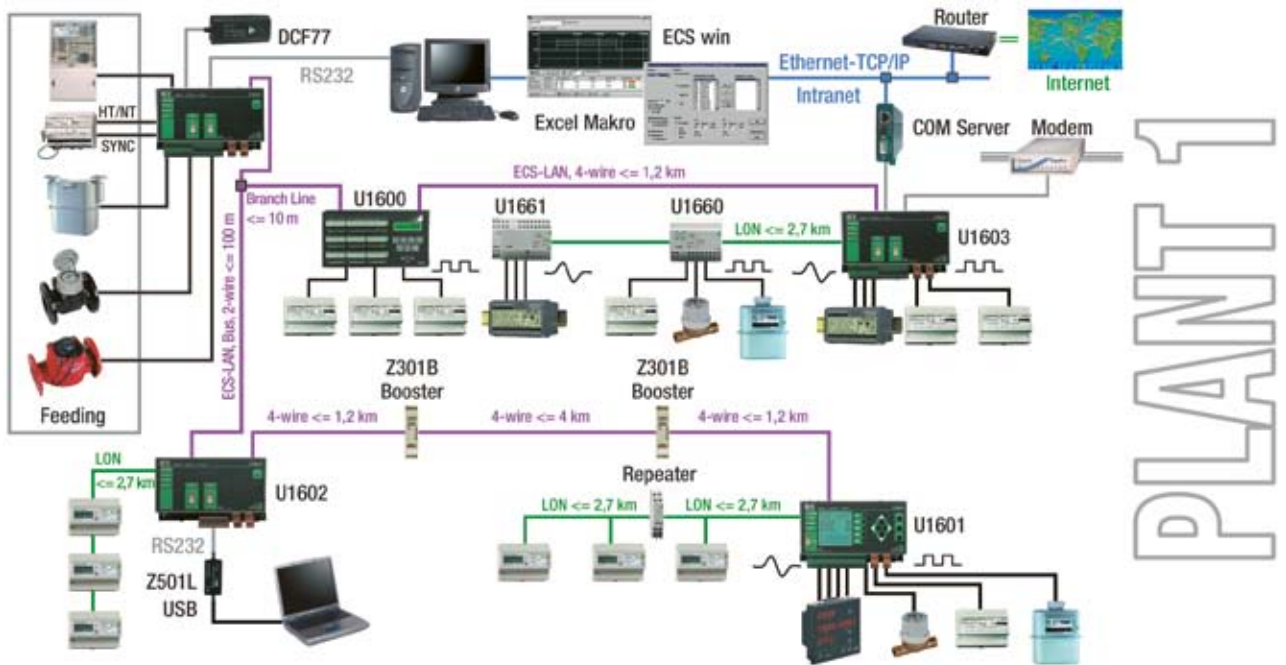 DCF77
RS232
ECS win
Excel Makro
Ethernet-TCP/IP
Intranet
Router
Internet
COM Server
Modem
PLANT 1
HT/NT
SYNC
Feeding
Branch Line
<= 10 m
ECS-LAN, Bus, 2-wire <= 100 m
ECS-LAN, 4-wire <= 1,2 km
U1600
U1661
U1660
LON <= 2,7 km
U1603
Z301B
Booster
Z301B
Booster
4-wire <= 1,2 km
4-wire <= 4 km
4-wire <= 1,2 km
LON
<= 2,7 km
U1602
RS232
Z501L
USB
Repeater
LON <= 2,7 km
LON <= 2,7 km
U1601